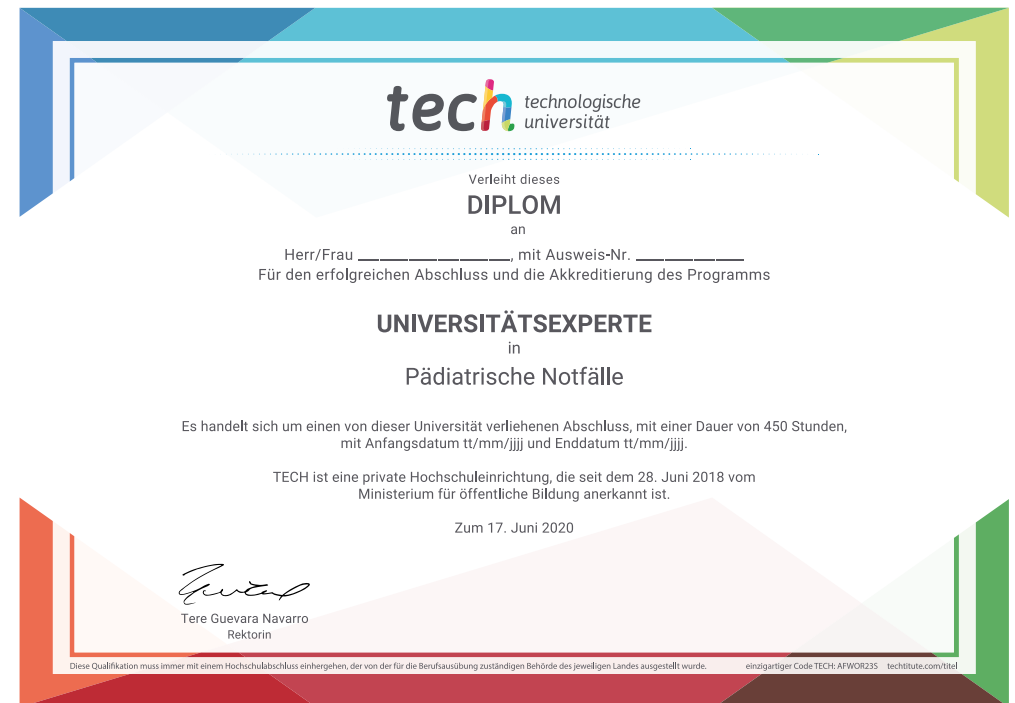 tech technologische
universität
Verleiht dieses
DIPLOM
an
Herr/Frau ____________________, mit Ausweis-Nr. ______________
Für den erfolgreichen Abschluss und die Akkreditierung des Programms
UNIVERSITÄTSEXPERTE
in
Pädiatrische Notfälle
Es handelt sich um einen von dieser Universität verliehenen Abschluss, mit einer Dauer von 450 Stunden,
mit Anfangsdatum tt/mm/jjjj und Enddatum tt/mm/jjjj.
TECH ist eine private Hochschuleinrichtung, die seit dem 28. Juni 2018 vom
Ministerium für öffentliche Bildung anerkannt ist.
Zum 17. Juni 2020
Tere Guevara Navarro
Rektorin
Diese Qualifikation muss immer mit einem Hochschulabschluss einhergehen, der von der für die Berufsausübung zuständigen Behörde des jeweiligen Landes ausgestellt wurde. einzigartiger Code TECH: AFWOR23S techtitute.com/titel